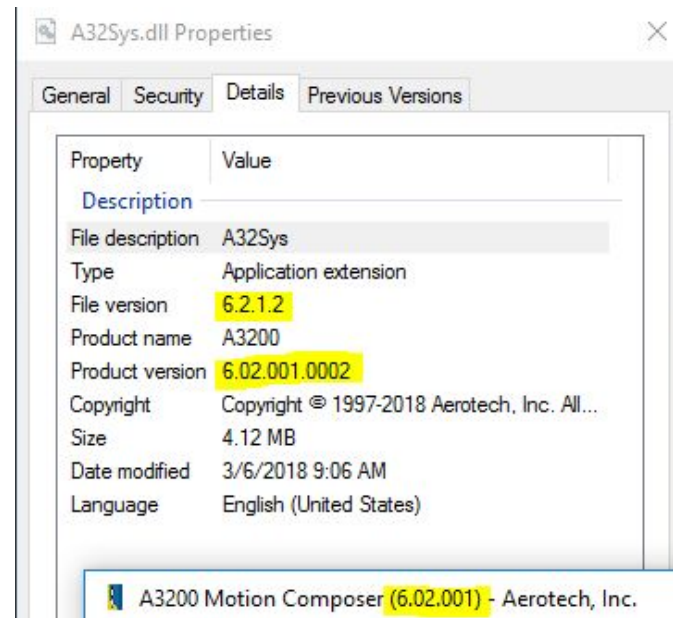 A32Sys.dll Properties
General Security Details Previous Versions
Property Value
Description
File description A32Sys
Type Application extension
File version 6.2.1.2
Product name A3200
Product version 6.02.001.0002
Copyright Copyright © 1997-2018 Aerotech, Inc. All...
Size 4.12 MB
Date modified 3/6/2018 9:06 AM
Language English (United States)
A3200 Motion Composer (6.02.001) - Aerotech, Inc.